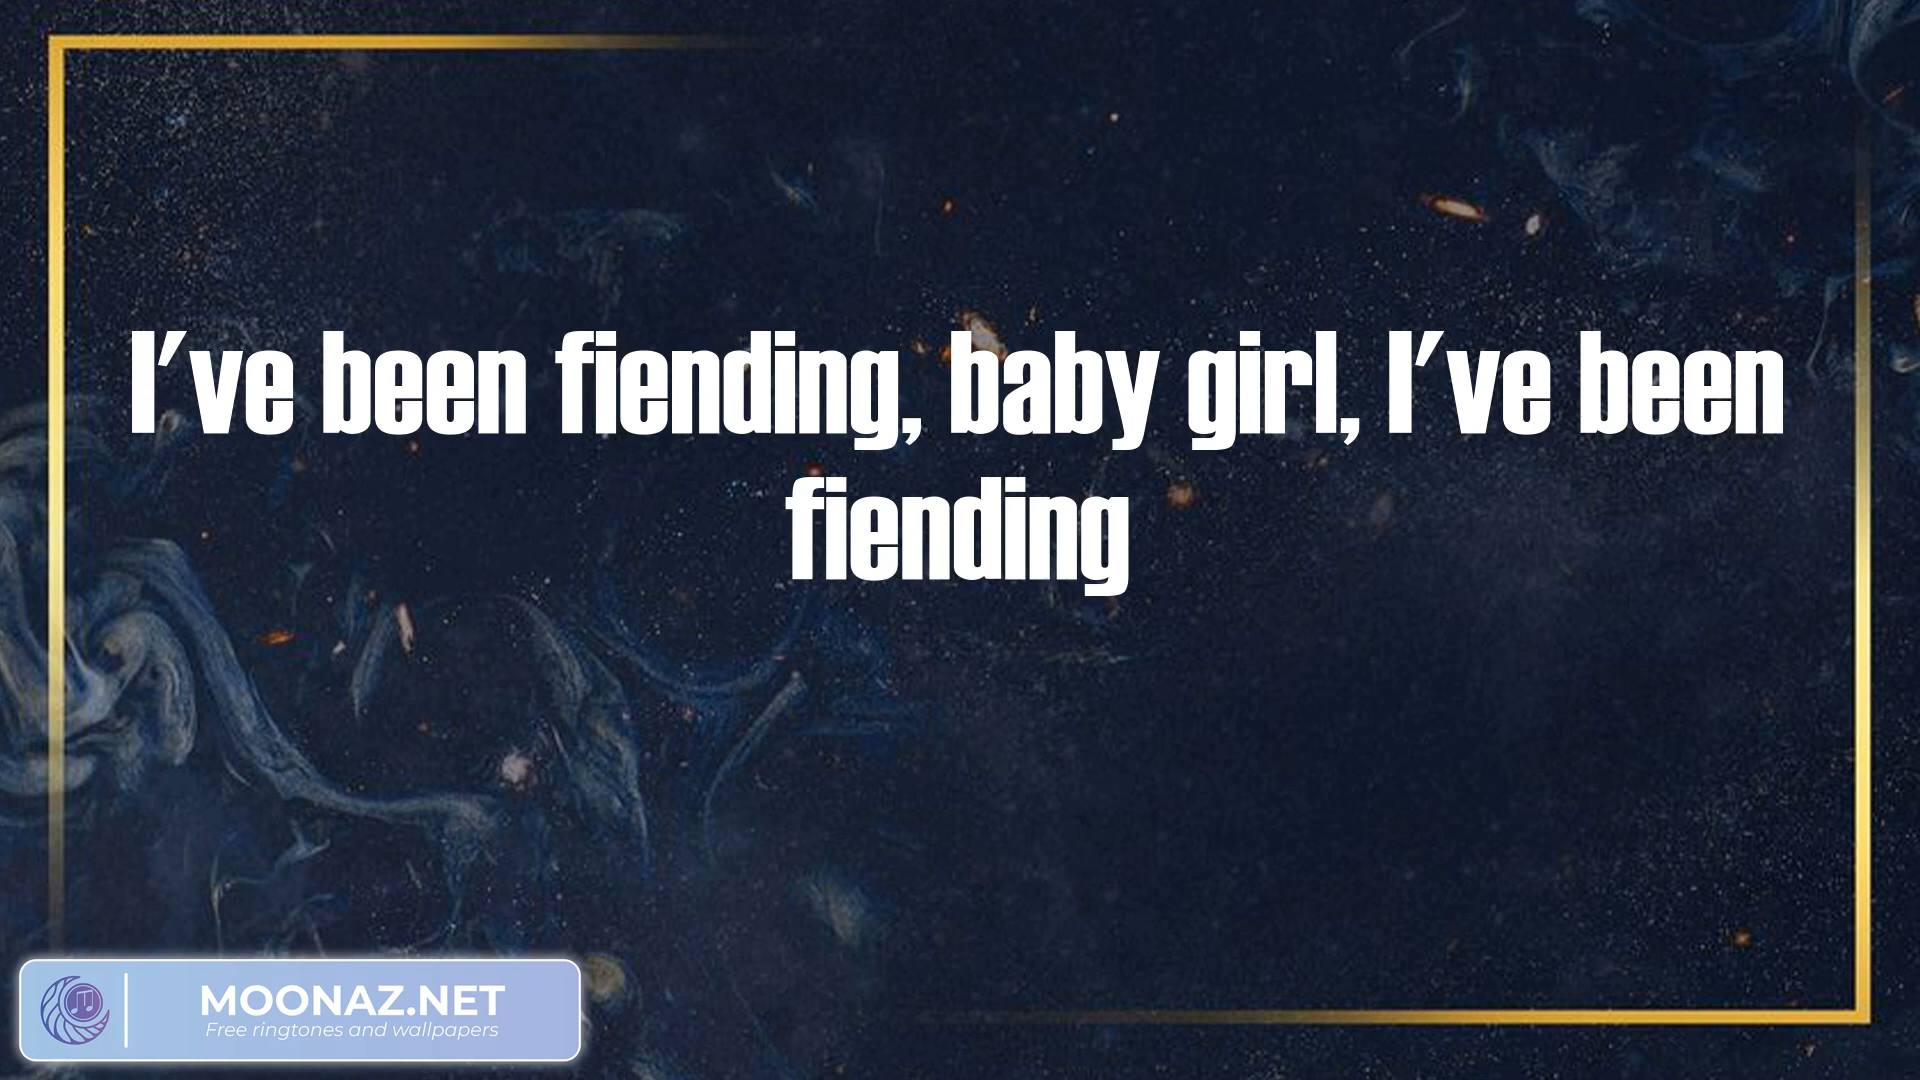 I've been fiending, baby girl, I've been
fiending
MOONAZ.NET
Free ringtones and wallpapers